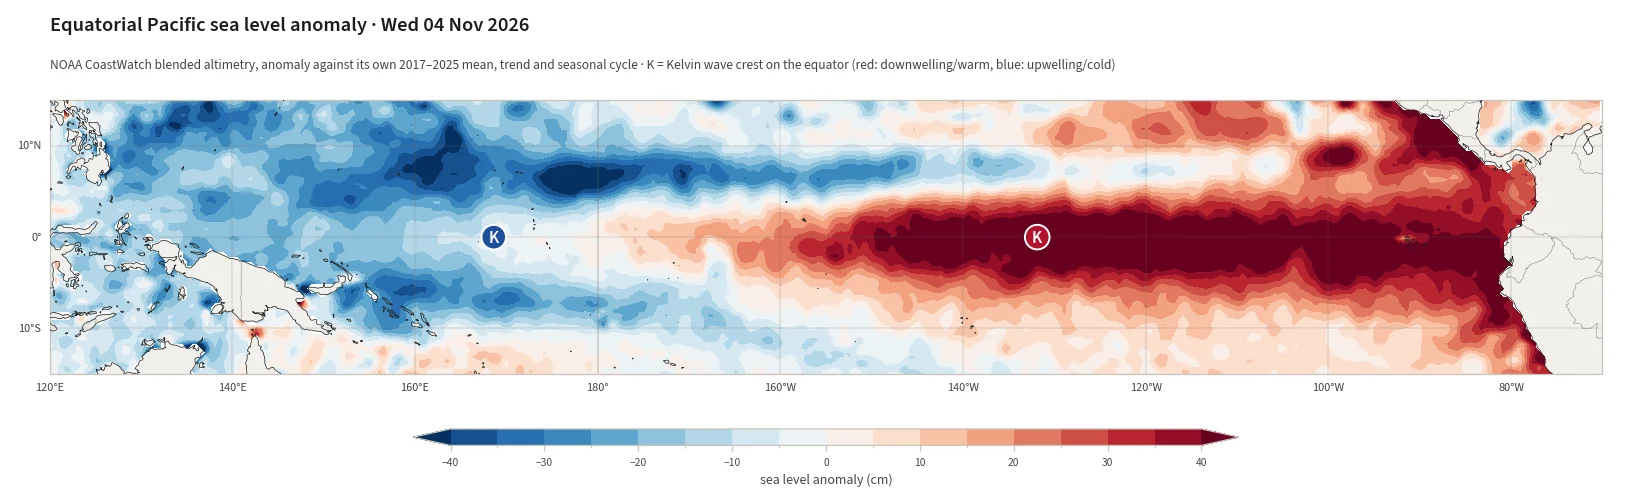 Equatorial Pacific sea level anomaly · Wed 04 Nov 2026
NOAA CoastWatch blended altimetry, anomaly against its own 2017–2025 mean, trend and seasonal cycle · K = Kelvin wave crest on the equator (red: downwelling/warm, blue: upwelling/cold)
10°N
0°
10°S
K
K
120°E 140°E 160°E 180° 160°W 140°W 120°W 100°W 80°W
−40 −30 −20 −10 0 10 20 30 40
sea level anomaly (cm)